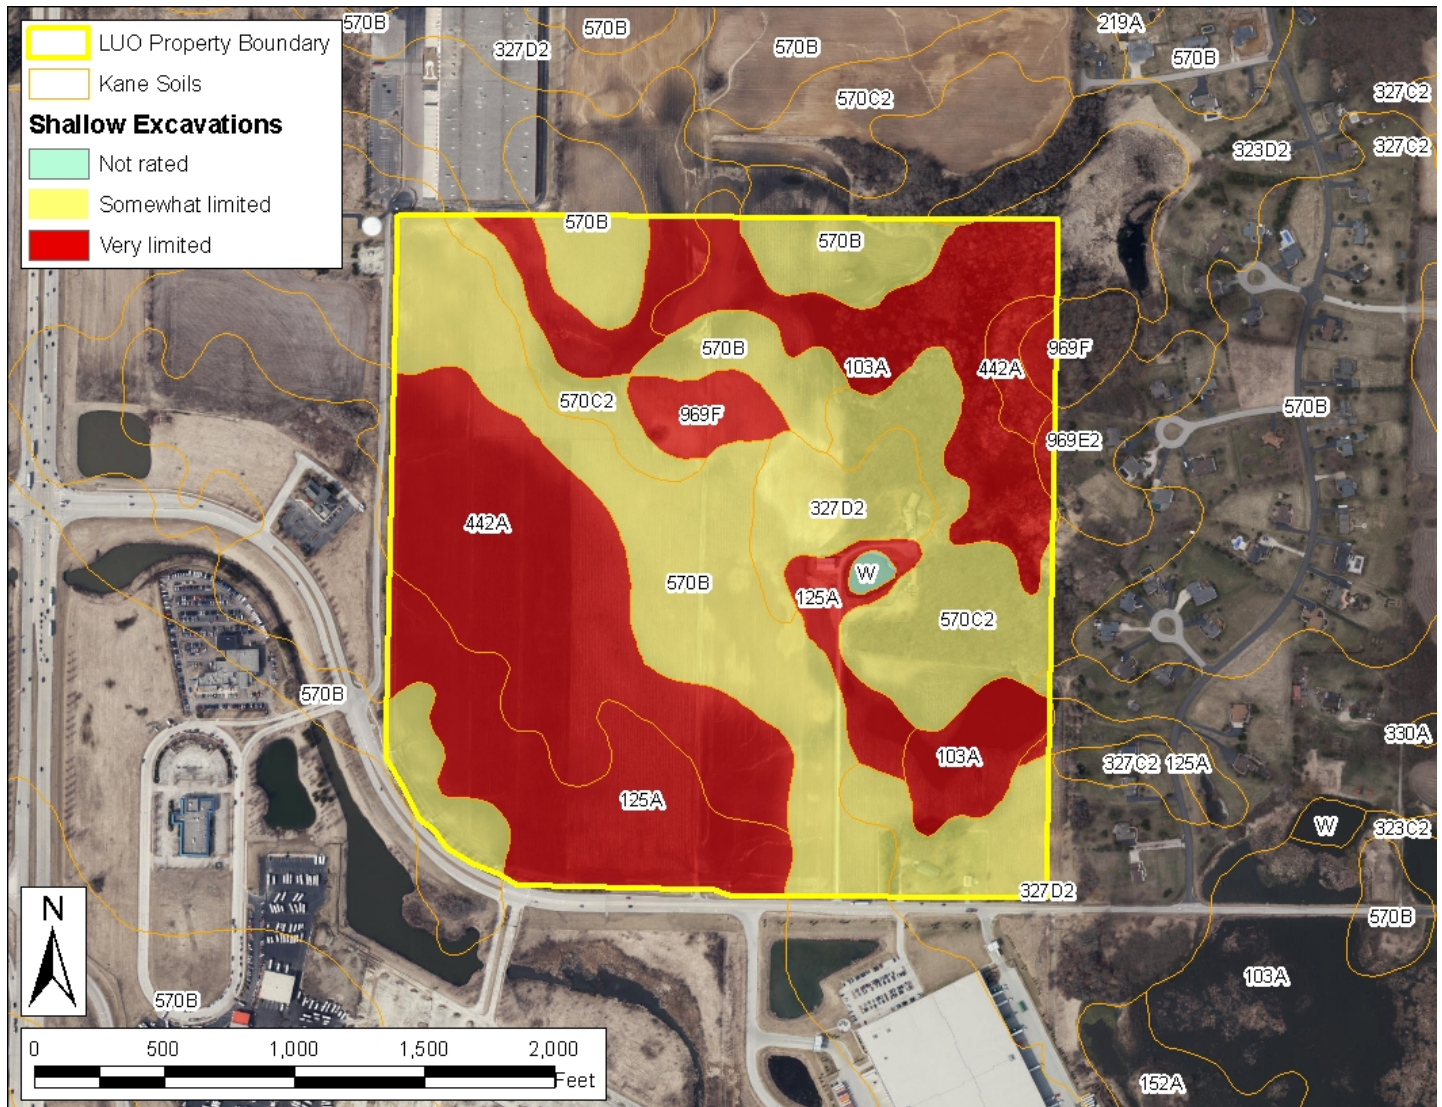 LUO Property Boundary
Kane Soils
Shallow Excavations
Not rated
Somewhat limited
Very limited
570B
327D2
570B
570B
219A
570B
570C2
327C2
323D2
327C2
570B
570B
570B
103A
442A
969F
570C2
969F
570B
969E2
442A
327D2
W
570B
125A
570C2
570B
103A
327C2
125A
330A
125A
W
323C2
327D2
570B
103A
570B
152A
N
0
500
1,000
1,500
2,000
Feet